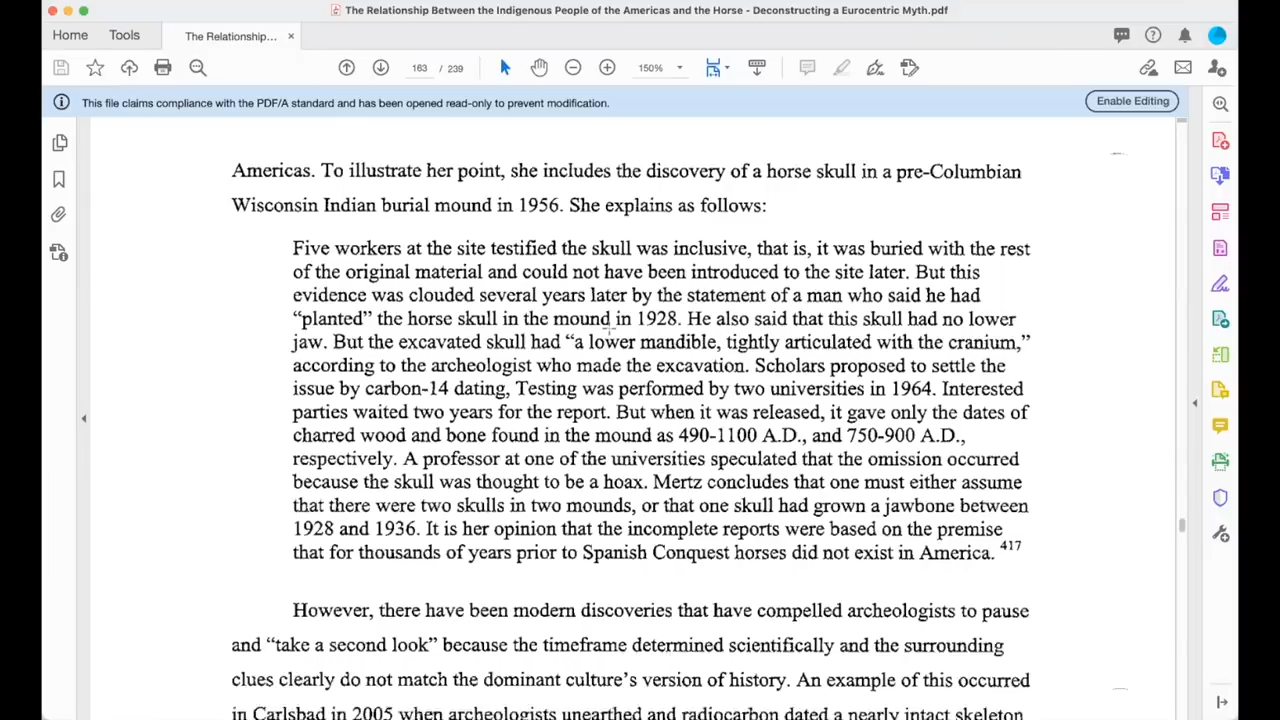 The Relationship Between the Indigenous People of the Americas and the Horse - Deconstructing a Eurocentric Myth.pdf
Home Tools The Relationship... ×
163 / 239 150%
This file claims compliance with the PDF/A standard and has been opened read-only to prevent modification. Enable Editing
Americas. To illustrate her point, she includes the discovery of a horse skull in a pre-Columbian
Wisconsin Indian burial mound in 1956. She explains as follows:
Five workers at the site testified the skull was inclusive, that is, it was buried with the rest
of the original material and could not have been introduced to the site later. But this
evidence was clouded several years later by the statement of a man who said he had
“planted” the horse skull in the mound in 1928. He also said that this skull had no lower
jaw. But the excavated skull had “a lower mandible, tightly articulated with the cranium,”
according to the archeologist who made the excavation. Scholars proposed to settle the
issue by carbon-14 dating, Testing was performed by two universities in 1964. Interested
parties waited two years for the report. But when it was released, it gave only the dates of
charred wood and bone found in the mound as 490-1100 A.D., and 750-900 A.D.,
respectively. A professor at one of the universities speculated that the omission occurred
because the skull was thought to be a hoax. Mertz concludes that one must either assume
that there were two skulls in two mounds, or that one skull had grown a jawbone between
1928 and 1936. It is her opinion that the incomplete reports were based on the premise
that for thousands of years prior to Spanish Conquest horses did not exist in America. 417
However, there have been modern discoveries that have compelled archeologists to pause
and “take a second look” because the timeframe determined scientifically and the surrounding
clues clearly do not match the dominant culture’s version of history. An example of this occurred
in Carlsbad in 2005 when archeologists unearthed and radiocarbon dated a nearly intact skeleton